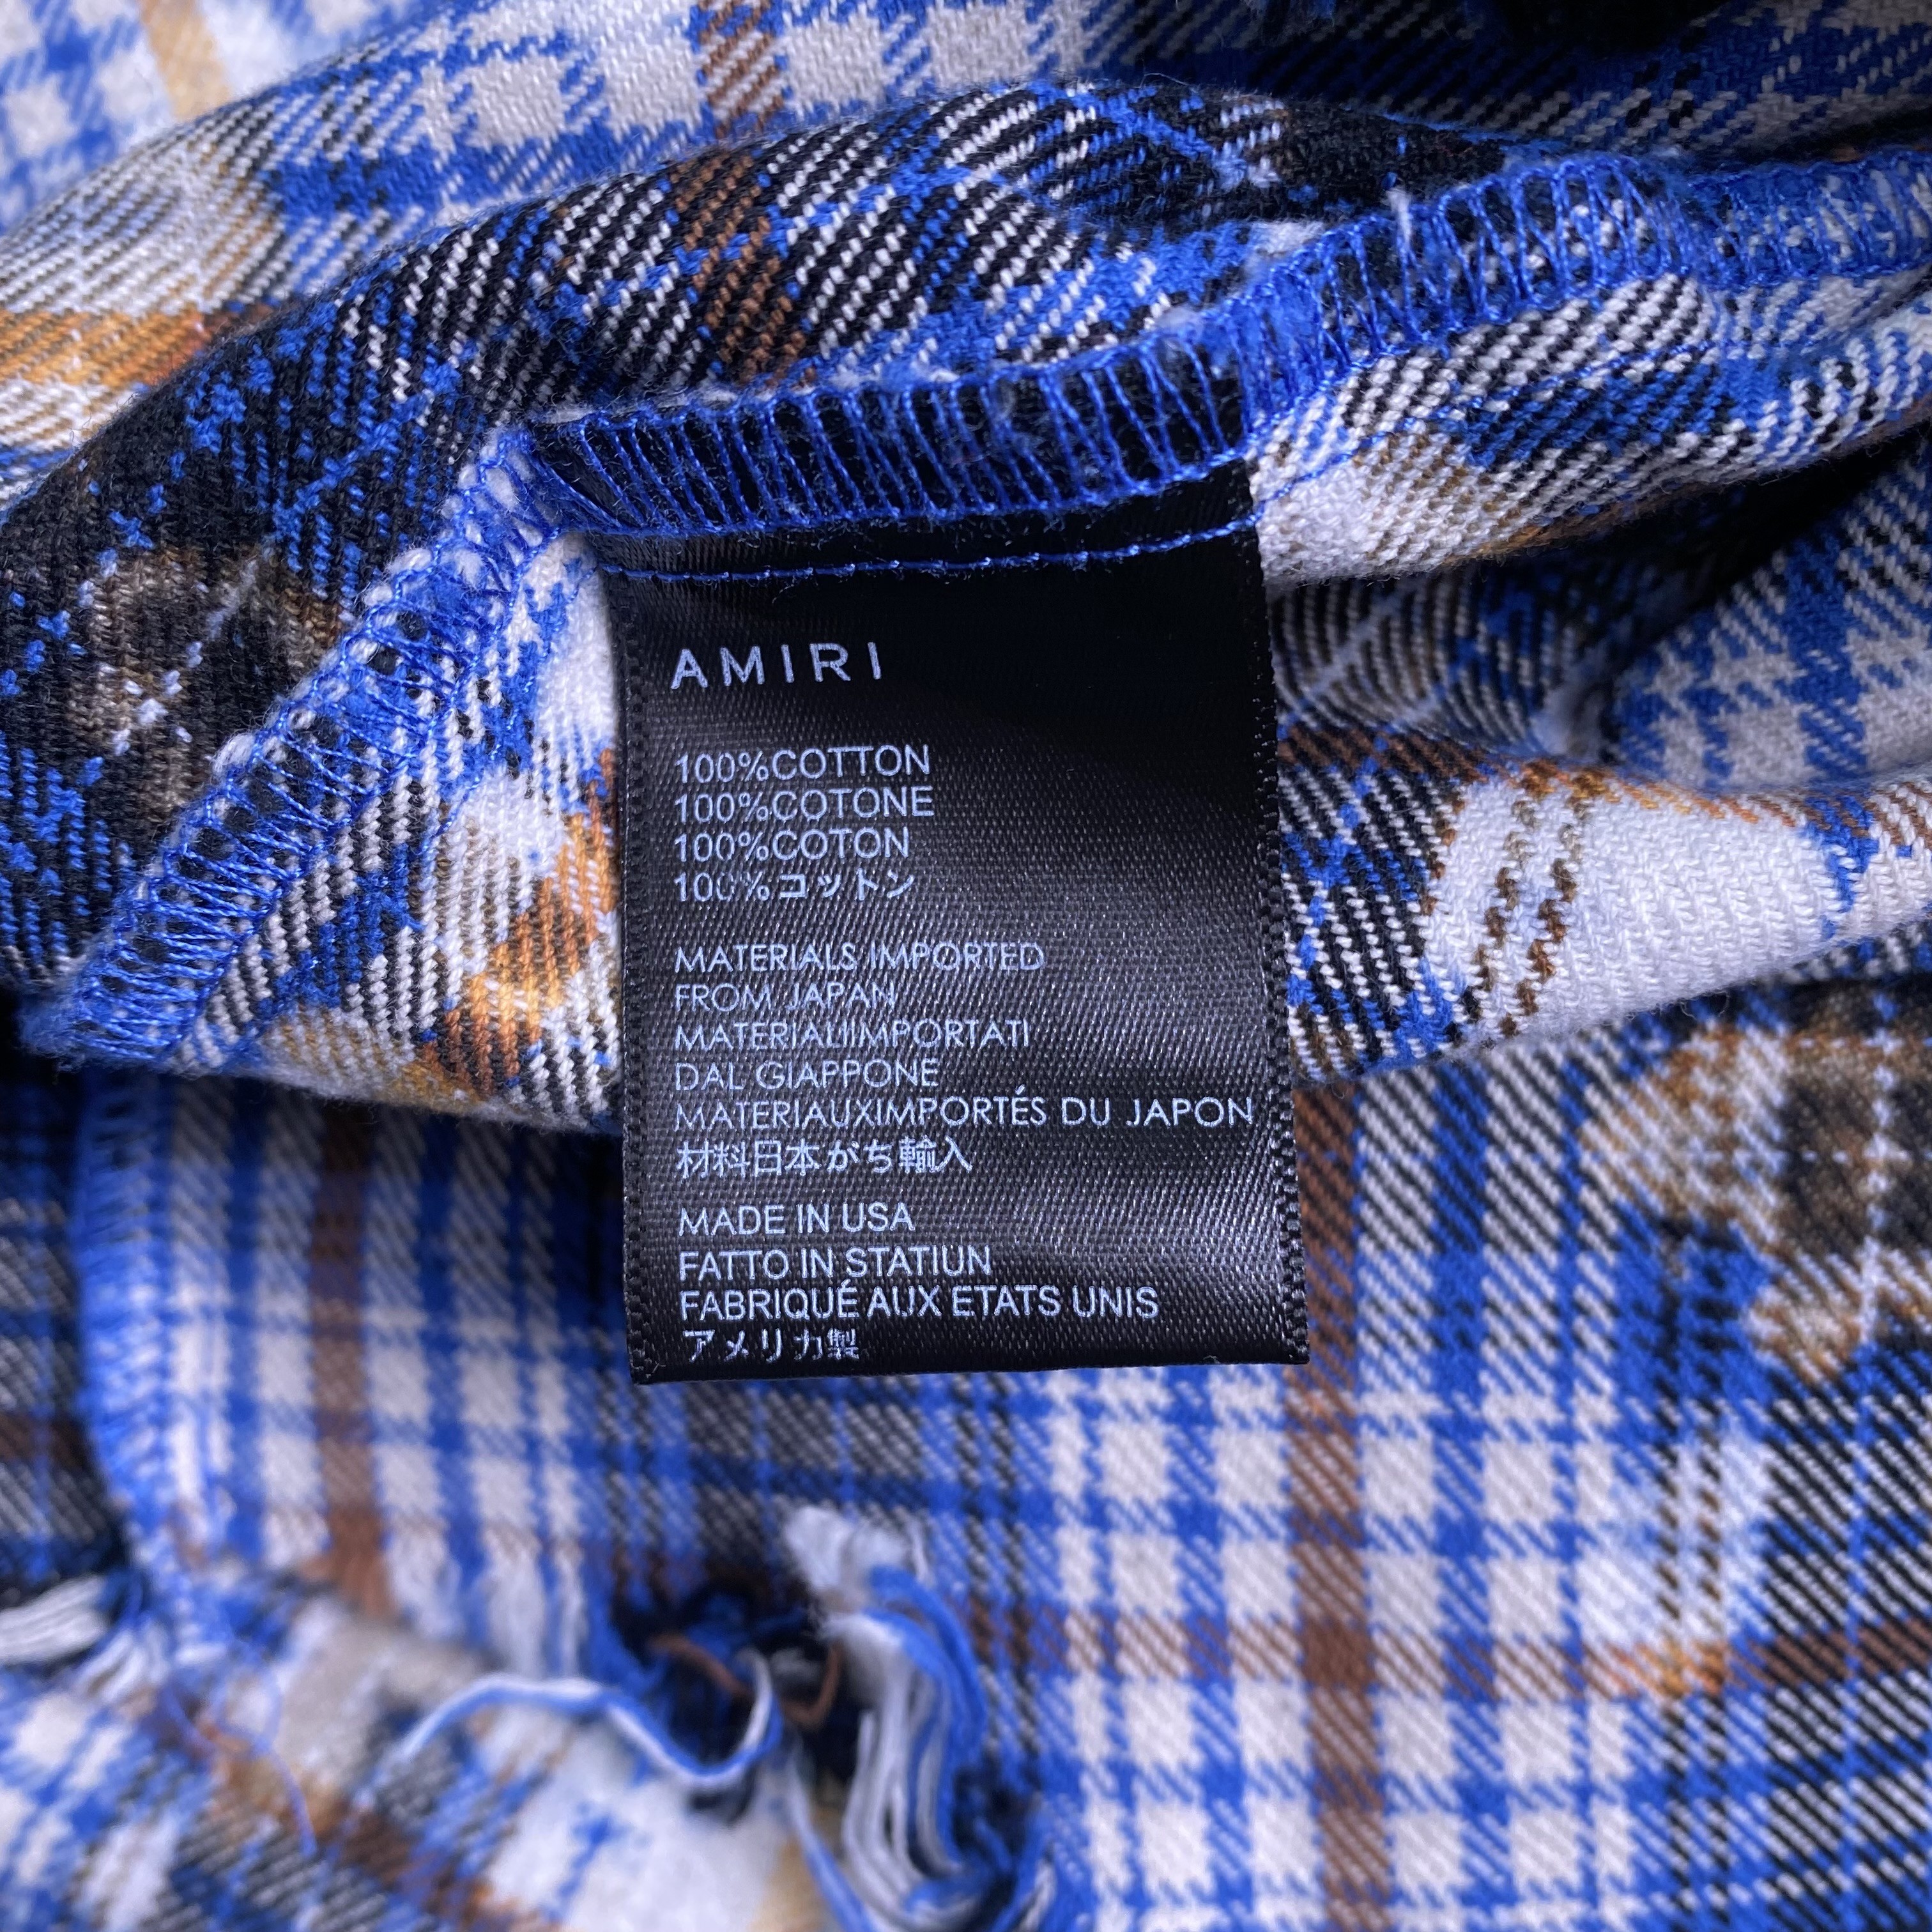 AMIRI
100%COTTON
100%COTONE
100%COTON
100%コットン
MATERIALS IMPORTED
FROM JAPAN
MATERIALIIMPORTATI
DAL GIAPPONE
MATERIAUXIMPORTÉS DU JAPON
材料日本がち輸入
MADE IN USA
FATTO IN STATIUN
FABRIQUÉ AUX ETATS UNIS
アメリカ製